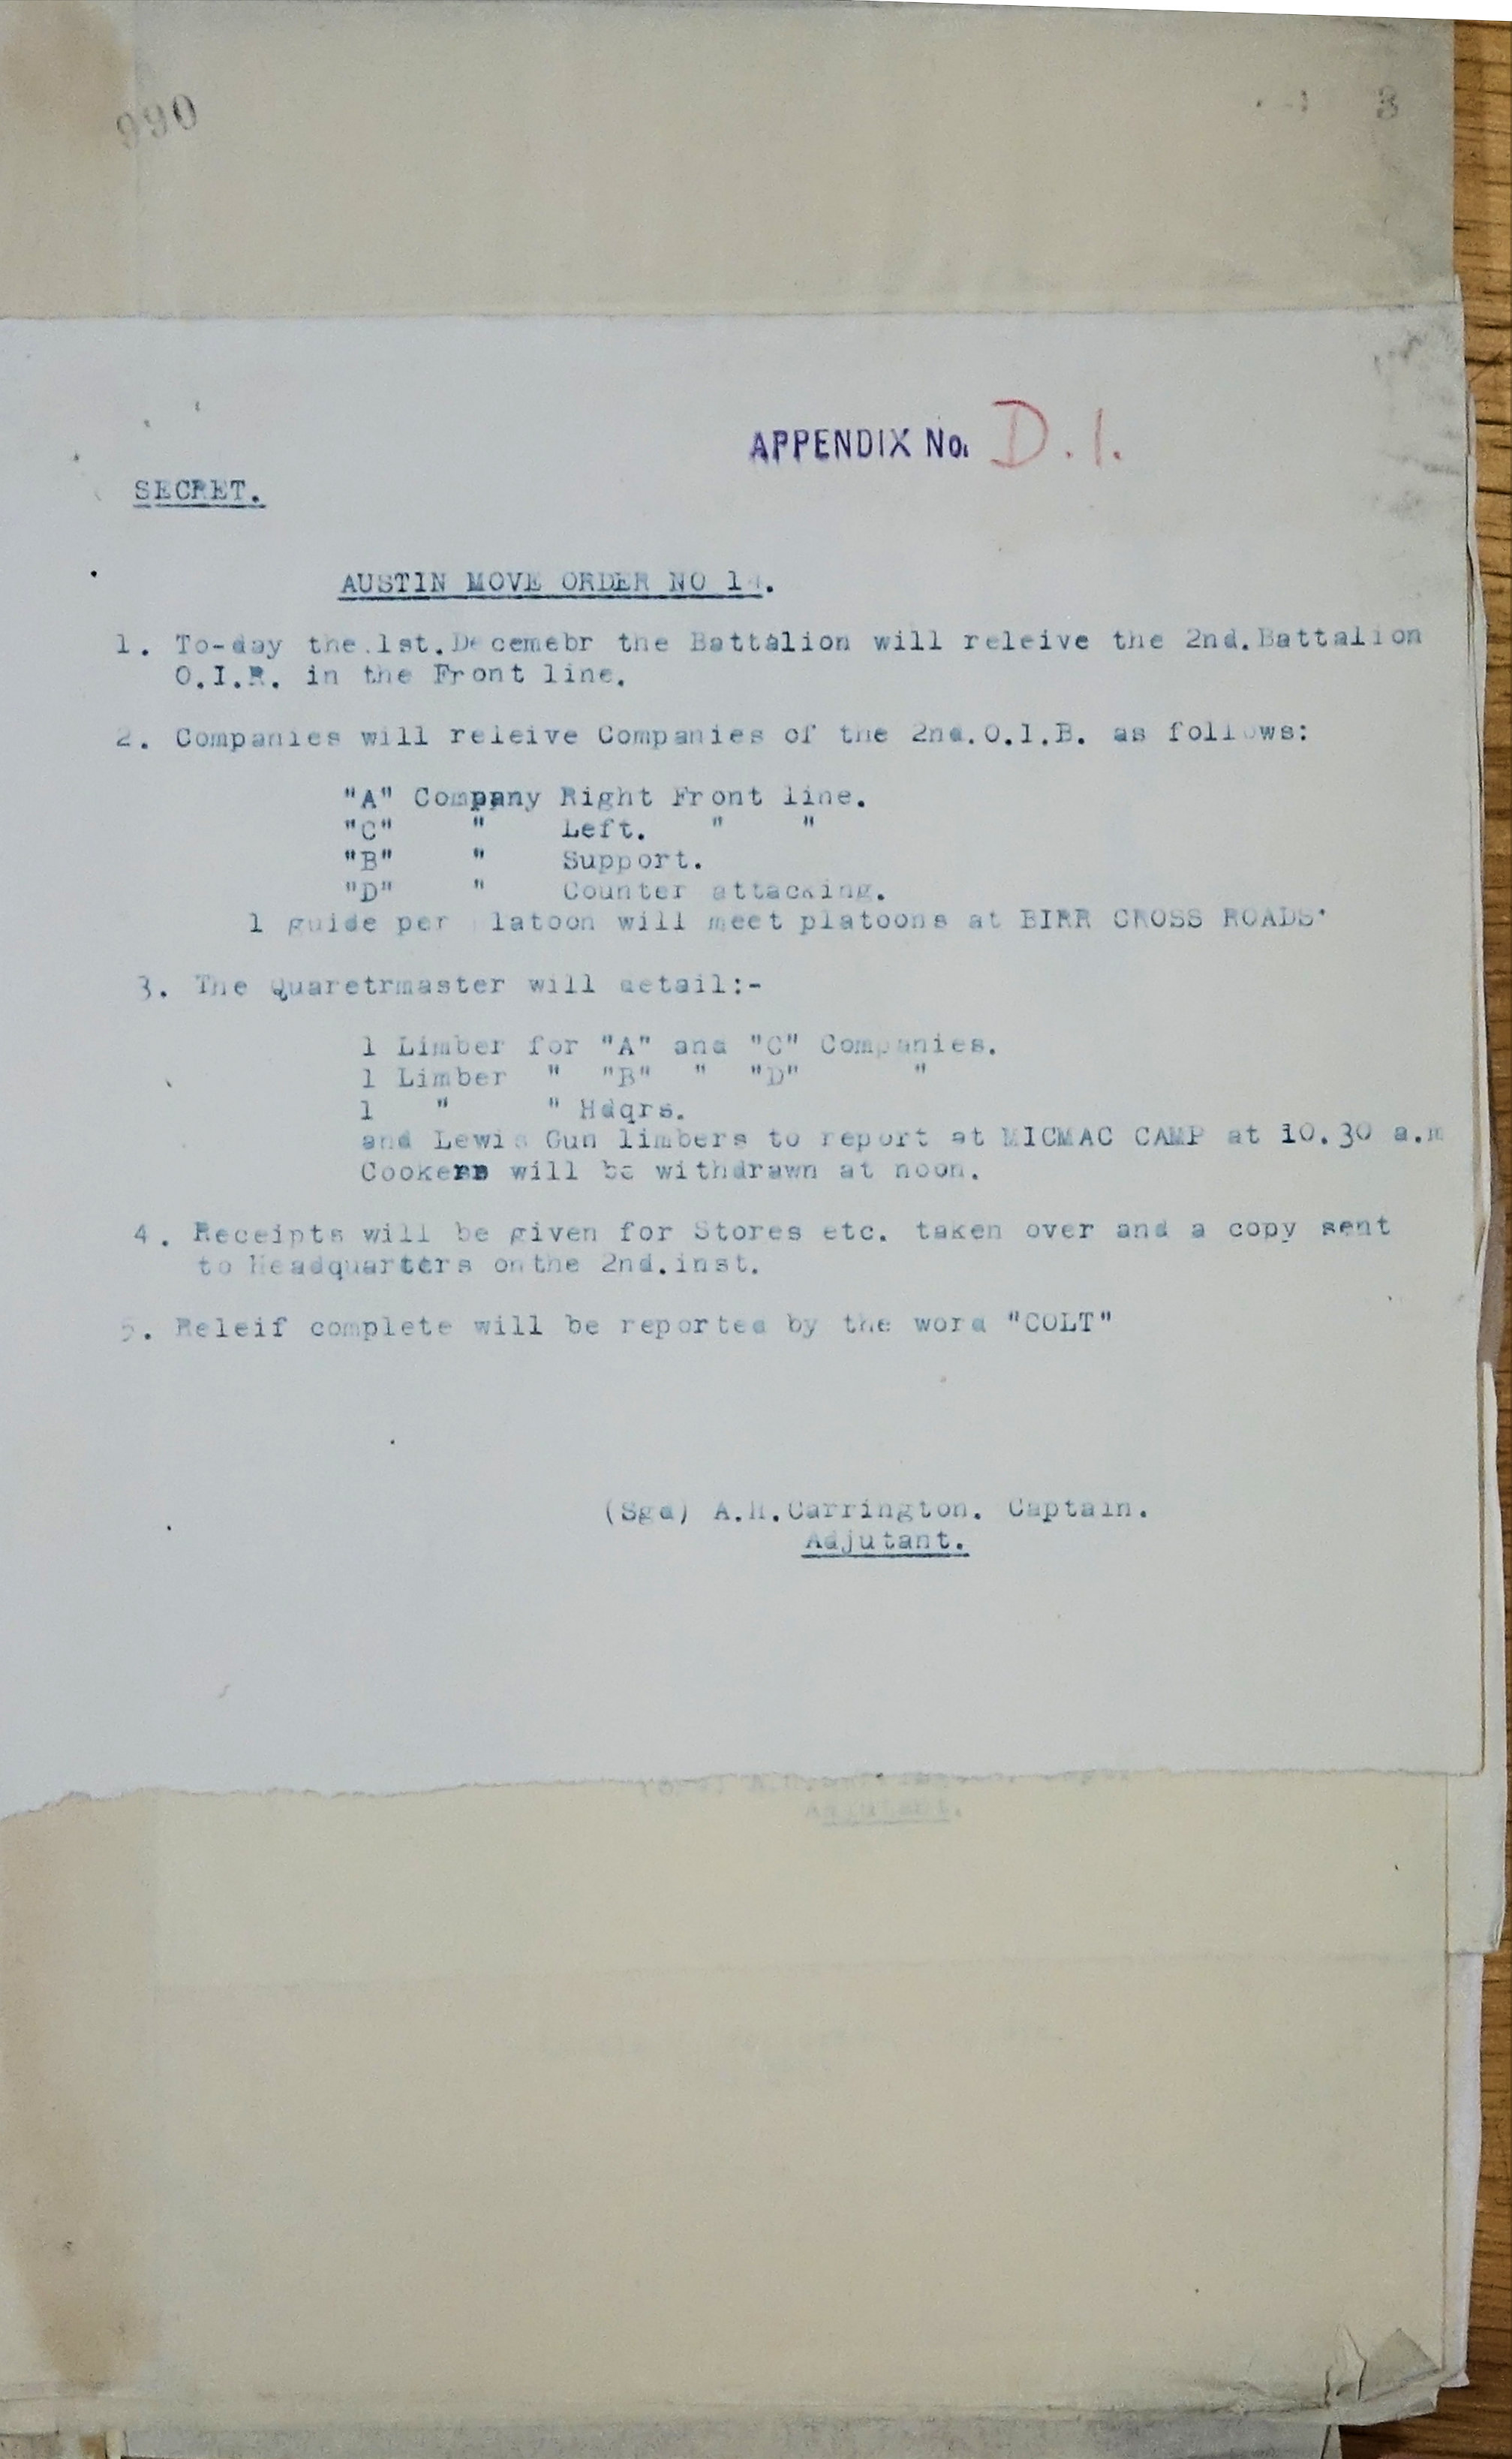 990
3
APPENDIX No. D.1.
SECRET.
AUSTIN MOVE ORDER NO
1. To-day the.1st.Decemebr the Battalion will releive the 2nd.Battalion
O.I.R. in the Front line.
2. Companies will releive Companies of the 2nd.O.I.B. as follows:
"A" Company Right Front line.
"C" " Left. " "
"B" " Support.
"D" " Counter attacking.
1 guide per latoon will meet platoons at BIRR CROSS ROADS'
3. The Quaretrmaster will detail:-
1 Limber for "A" and "C" Companies.
1 Limber " "B" " "D" "
1 " " Hdqrs.
and Lewis Gun limbers to report at MICMAC CAMP at 10.30 a.m
Cookers will be withdrawn at noon.
4. Receipts will be given for Stores etc. taken over and a copy sent
to Headquarters on the 2nd.inst.
5. Releif complete will be reported by the word "COLT"
(Sgd) A.H.Carrington. Captain.
Adjutant.
Adjutant.